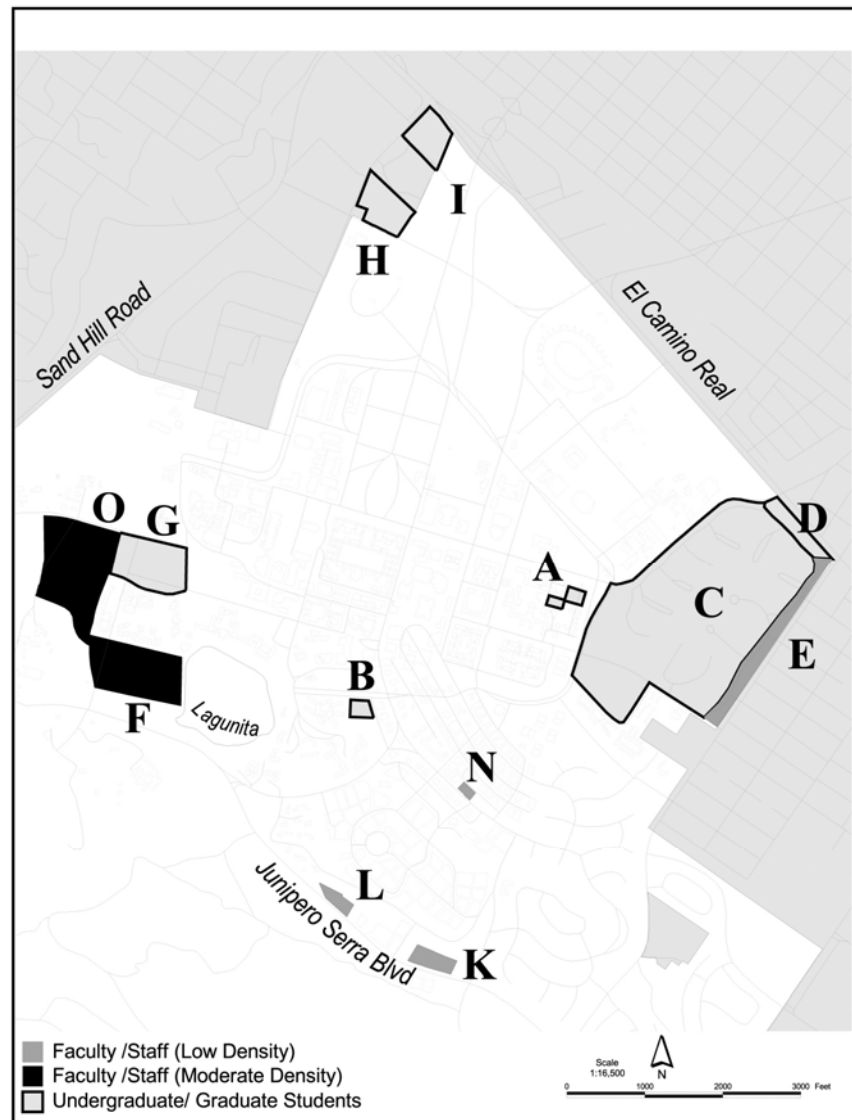 I
H
Sand Hill Road
El Camino Real
O
G
D
A
C
E
B
F
Lagunita
N
L
Junipero Serra Blvd
K
Faculty /Staff (Low Density)
Faculty /Staff (Moderate Density)
Undergraduate/ Graduate Students
Scale
1:16,500
N
0 1000 2000 3000 Feet